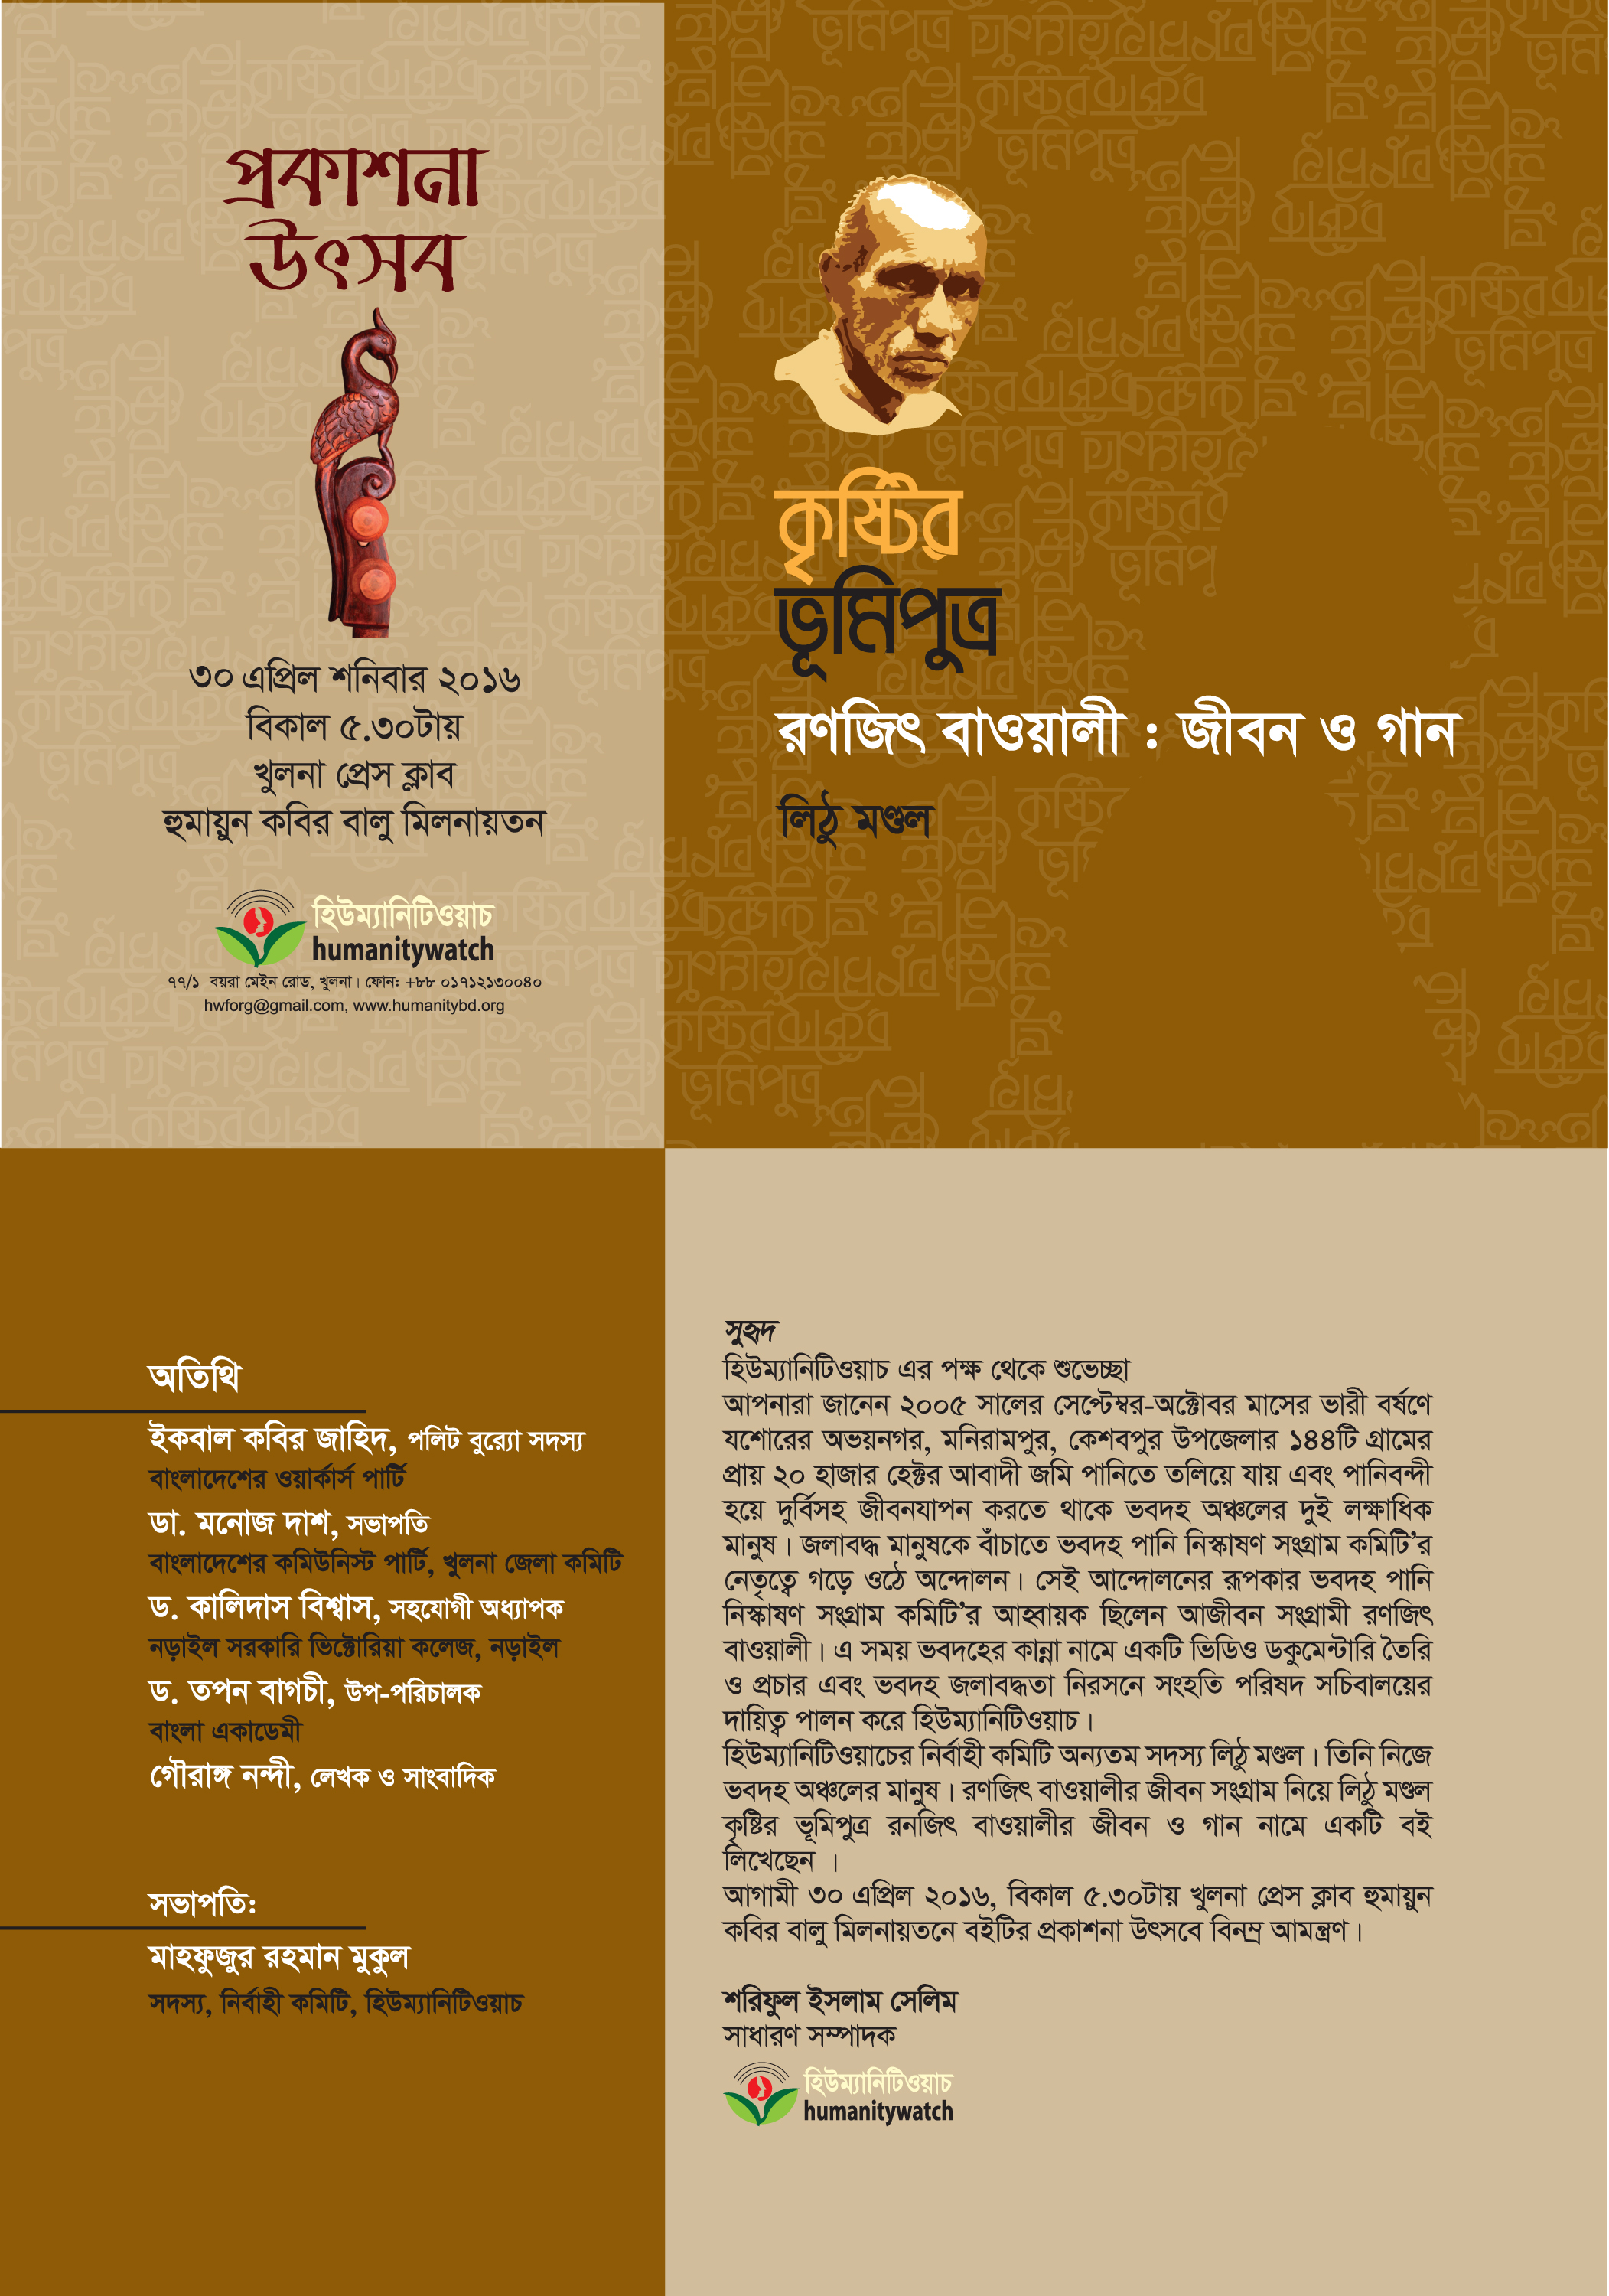 প্রকাশনা
উৎসব
৩০ এপ্রিল শনিবার ২০১৬
বিকাল ৫.৩০টায়
খুলনা প্রেস ক্লাব
হুমায়ুন কবির বালু মিলনায়তন
হিউম্যানিটিওয়াচ
humanitywatch
৭৭/১ বয়রা মেইন রোড, খুলনা। ফোন: +৮৮ ০১৭১২১৩০০৪০
hwforg@gmail.com, www.humanitybd.org
কৃষ্টির
ভূমিপুত্র
রণজিৎ বাওয়ালী : জীবন ও গান
লিঠু মণ্ডল
অতিথি
ইকবাল কবির জাহিদ, পলিট বুর‍্যো সদস্য
বাংলাদেশের ওয়ার্কার্স পার্টি
ডা. মনোজ দাশ, সভাপতি
বাংলাদেশের কমিউনিস্ট পার্টি, খুলনা জেলা কমিটি
ড. কালিদাস বিশ্বাস, সহযোগী অধ্যাপক
নড়াইল সরকারি ভিক্টোরিয়া কলেজ, নড়াইল
ড. তপন বাগচী, উপ-পরিচালক
বাংলা একাডেমী
গৌরাঙ্গ নন্দী, লেখক ও সাংবাদিক
সভাপতি:
মাহফুজুর রহমান মুকুল
সদস্য, নির্বাহী কমিটি, হিউম্যানিটিওয়াচ
সুহৃদ
হিউম্যানিটিওয়াচ এর পক্ষ থেকে শুভেচ্ছা
আপনারা জানেন ২০০৫ সালের সেপ্টেম্বর-অক্টোবর মাসের ভারী বর্ষণে
যশোরের অভয়নগর, মনিরামপুর, কেশবপুর উপজেলার ১৪৪টি গ্রামের
প্রায় ২০ হাজার হেক্টর আবাদী জমি পানিতে তলিয়ে যায় এবং পানিবন্দী
হয়ে দুর্বিসহ জীবনযাপন করতে থাকে ভবদহ অঞ্চলের দুই লক্ষাধিক
মানুষ। জলাবদ্ধ মানুষকে বাঁচাতে ভবদহ পানি নিস্কাষণ সংগ্রাম কমিটি’র
নেতৃত্বে গড়ে ওঠে অন্দোলন। সেই আন্দোলনের রূপকার ভবদহ পানি
নিস্কাষণ সংগ্রাম কমিটি’র আহ্বায়ক ছিলেন আজীবন সংগ্রামী রণজিৎ
বাওয়ালী। এ সময় ভবদহের কান্না নামে একটি ভিডিও ডকুমেন্টারি তৈরি
ও প্রচার এবং ভবদহ জলাবদ্ধতা নিরসনে সংহতি পরিষদ সচিবালয়ের
দায়িত্ব পালন করে হিউম্যানিটিওয়াচ।
হিউম্যানিটিওয়াচের নির্বাহী কমিটি অন্যতম সদস্য লিঠু মণ্ডল। তিনি নিজে
ভবদহ অঞ্চলের মানুষ। রণজিৎ বাওয়ালীর জীবন সংগ্রাম নিয়ে লিঠু মণ্ডল
কৃষ্টির ভূমিপুত্র রনজিৎ বাওয়ালীর জীবন ও গান নামে একটি বই
লিখেছেন ।
আগামী ৩০ এপ্রিল ২০১৬, বিকাল ৫.৩০টায় খুলনা প্রেস ক্লাব হুমায়ুন
কবির বালু মিলনায়তনে বইটির প্রকাশনা উৎসবে বিনম্র আমন্ত্রণ।
শরিফুল ইসলাম সেলিম
সাধারণ সম্পাদক
হিউম্যানিটিওয়াচ
humanitywatch